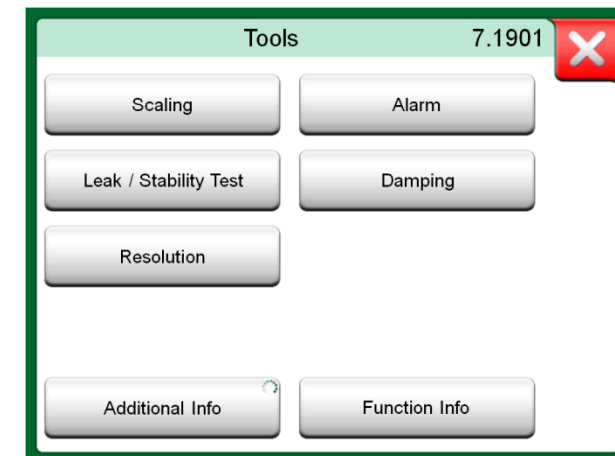 Tools 7.1901
Scaling Alarm
Leak / Stability Test Damping
Resolution
Additional Info Function Info